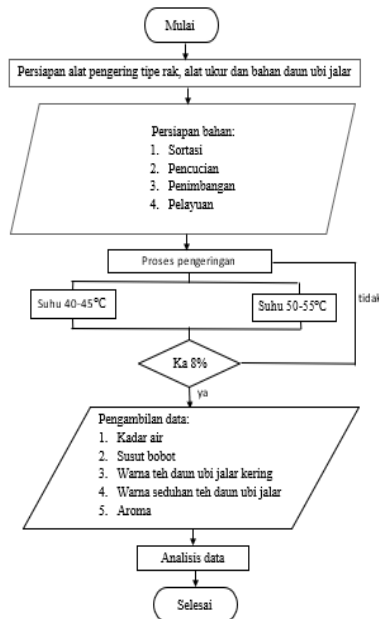 Mulai
Persiapan alat pengering tipe rak, alat ukur dan bahan daun ubi jalar
Persiapan bahan:
1. Sortasi
2. Pencucian
3. Penimbangan
4. Pelayuan
Proses pengeringan
Suhu 40-45°C
Suhu 50-55°C
tidak
Ka 8%
ya
Pengambilan data:
1. Kadar air
2. Susut bobot
3. Warna teh daun ubi jalar kering
4. Warna seduhan teh daun ubi jalar
5. Aroma
Analisis data
Selesai